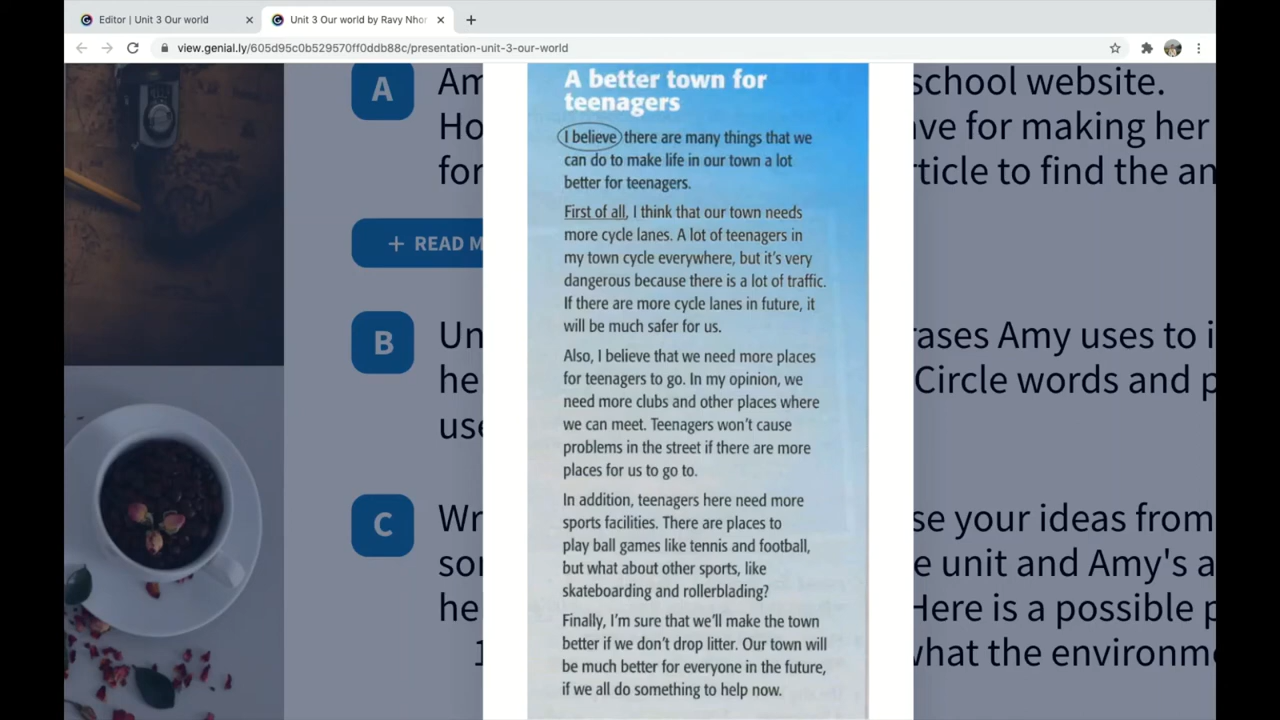 Editor | Unit 3 Our world
Unit 3 Our world by Ravy Nhor
view.genial.ly/605d95c0b529570ff0ddb88c/presentation-unit-3-our-world
A
Am
school website.
Ho
ave for making her
for
rticle to find the an
+ READ M
B
Un
rases Amy uses to i
he
Circle words and p
use
C
Wr
se your ideas from
son
e unit and Amy's a
he
Here is a possible p
1
what the environme
A better town for
teenagers
I believe there are many things that we
can do to make life in our town a lot
better for teenagers.
First of all, I think that our town needs
more cycle lanes. A lot of teenagers in
my town cycle everywhere, but it's very
dangerous because there is a lot of traffic.
If there are more cycle lanes in future, it
will be much safer for us.
Also, I believe that we need more places
for teenagers to go. In my opinion, we
need more clubs and other places where
we can meet. Teenagers won't cause
problems in the street if there are more
places for us to go to.
In addition, teenagers here need more
sports facilities. There are places to
play ball games like tennis and football,
but what about other sports, like
skateboarding and rollerblading?
Finally, I'm sure that we'll make the town
better if we don't drop litter. Our town will
be much better for everyone in the future,
if we all do something to help now.